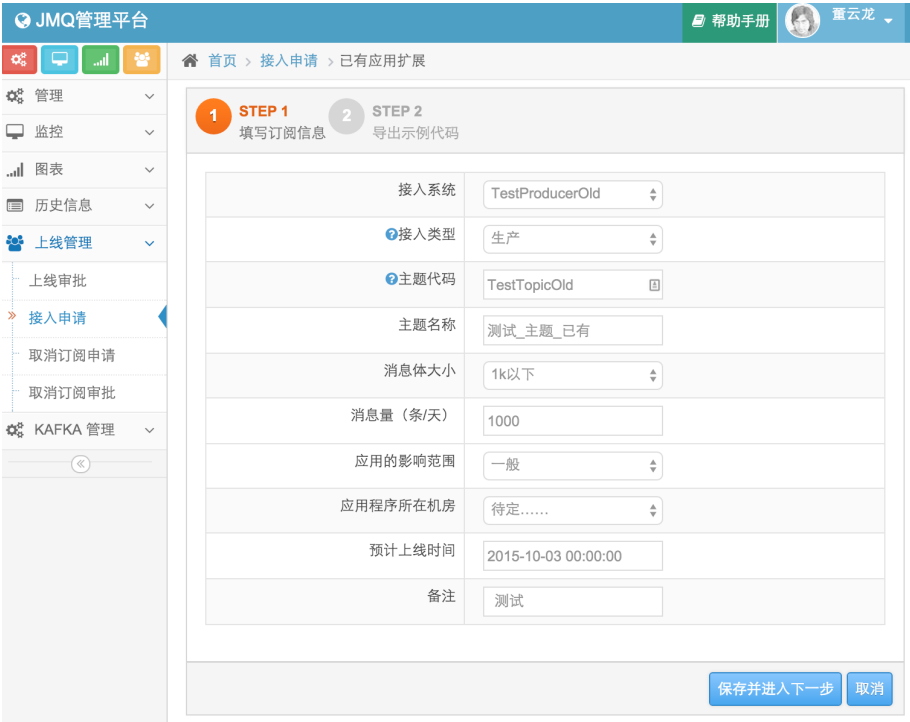 JMQ管理平台
帮助手册
董云龙
首页 > 接入申请 > 已有应用扩展
管理
监控
图表
历史信息
上线管理
上线审批
接入申请
取消订阅申请
取消订阅审批
KAFKA 管理
1 STEP 1
填写订阅信息
2 STEP 2
导出示例代码
接入系统 TestProducerOld
接入类型 生产
主题代码 TestTopicOld
主题名称 测试_主题_已有
消息体大小 1k以下
消息量（条/天） 1000
应用的影响范围 一般
应用程序所在机房 待定……
预计上线时间 2015-10-03 00:00:00
备注 测试
保存并进入下一步 取消